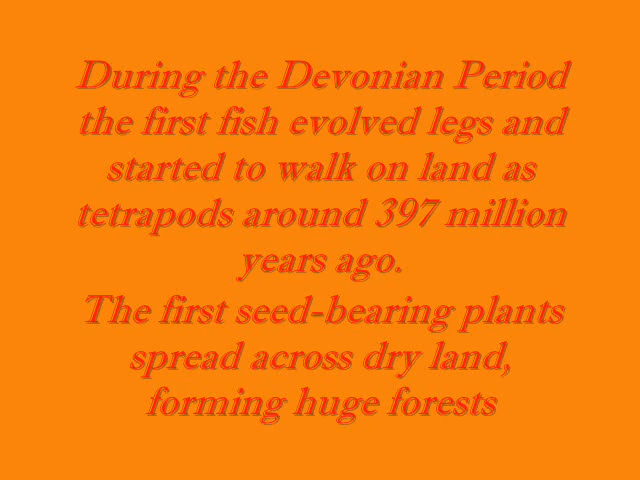 During the Devonian Period
the first fish evolved legs and
started to walk on land as
tetrapods around 397 million
years ago.
The first seed-bearing plants
spread across dry land,
forming huge forests